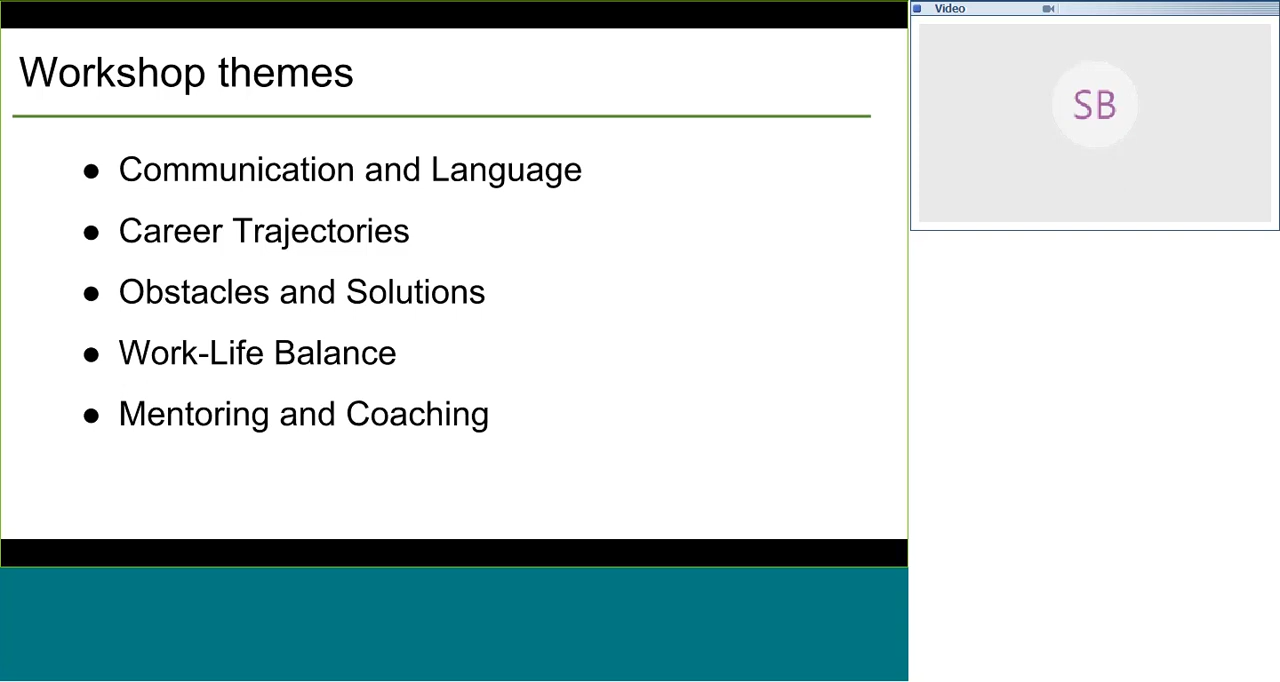 Workshop themes
● Communication and Language
● Career Trajectories
● Obstacles and Solutions
● Work-Life Balance
● Mentoring and Coaching
Video
SB